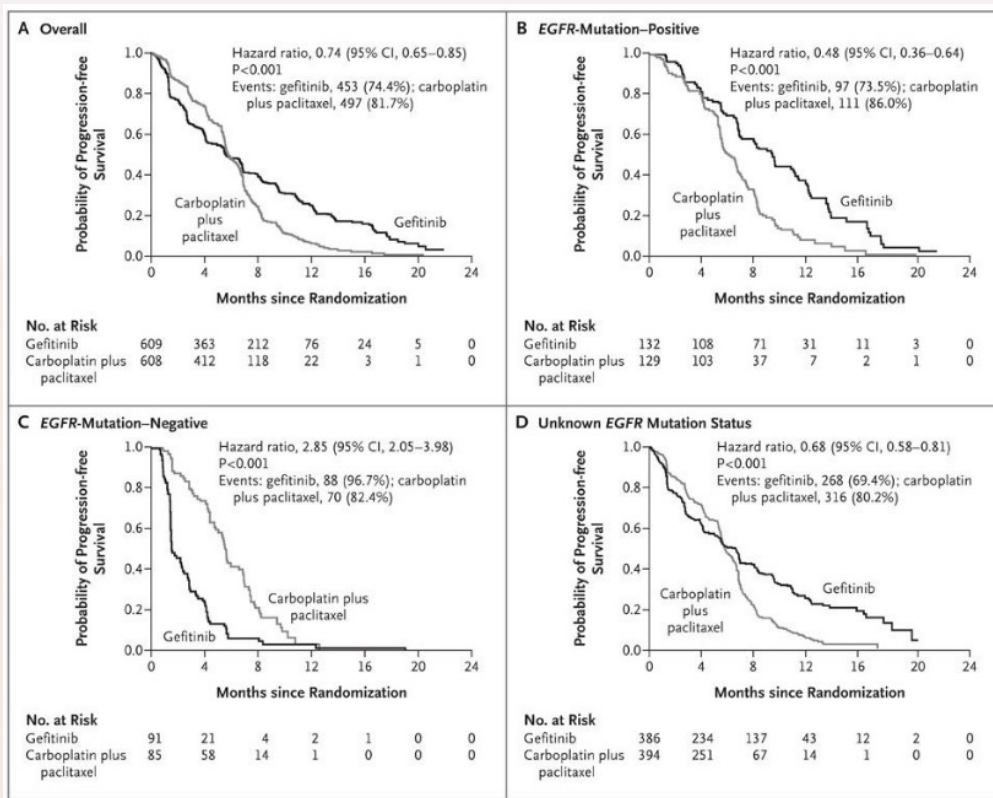 A Overall
Hazard ratio, 0.74 (95% CI, 0.65–0.85)
P<0.001
Events: gefitinib, 453 (74.4%); carboplatin
plus paclitaxel, 497 (81.7%)
Probability of Progression-free
Survival
1.0
0.8
0.6
0.4
0.2
0.0
Carboplatin
plus
paclitaxel
Gefitinib
0 4 8 12 16 20 24
Months since Randomization
No. at Risk
Gefitinib 609 363 212 76 24 5 0
Carboplatin plus 608 412 118 22 3 1 0
paclitaxel
B EGFR-Mutation–Positive
Hazard ratio, 0.48 (95% CI, 0.36–0.64)
P<0.001
Events: gefitinib, 97 (73.5%); carboplatin
plus paclitaxel, 111 (86.0%)
Probability of Progression-free
Survival
1.0
0.8
0.6
0.4
0.2
0.0
Gefitinib
Carboplatin
plus
paclitaxel
0 4 8 12 16 20 24
Months since Randomization
No. at Risk
Gefitinib 132 108 71 31 11 3 0
Carboplatin plus 129 103 37 7 2 1 0
paclitaxel
C EGFR-Mutation–Negative
Hazard ratio, 2.85 (95% CI, 2.05–3.98)
P<0.001
Events: gefitinib, 88 (96.7%); carboplatin
plus paclitaxel, 70 (82.4%)
Probability of Progression-free
Survival
1.0
0.8
0.6
0.4
0.2
0.0
Carboplatin plus
paclitaxel
Gefitinib
0 4 8 12 16 20 24
Months since Randomization
No. at Risk
Gefitinib 91 21 4 2 1 0 0
Carboplatin plus 85 58 14 1 0 0 0
paclitaxel
D Unknown EGFR Mutation Status
Hazard ratio, 0.68 (95% CI, 0.58–0.81)
P<0.001
Events: gefitinib, 268 (69.4%); carboplatin
plus paclitaxel, 316 (80.2%)
Probability of Progression-free
Survival
1.0
0.8
0.6
0.4
0.2
0.0
Gefitinib
Carboplatin
plus
paclitaxel
0 4 8 12 16 20 24
Months since Randomization
No. at Risk
Gefitinib 386 234 137 43 12 2 0
Carboplatin plus 394 251 67 14 1 0 0
paclitaxel